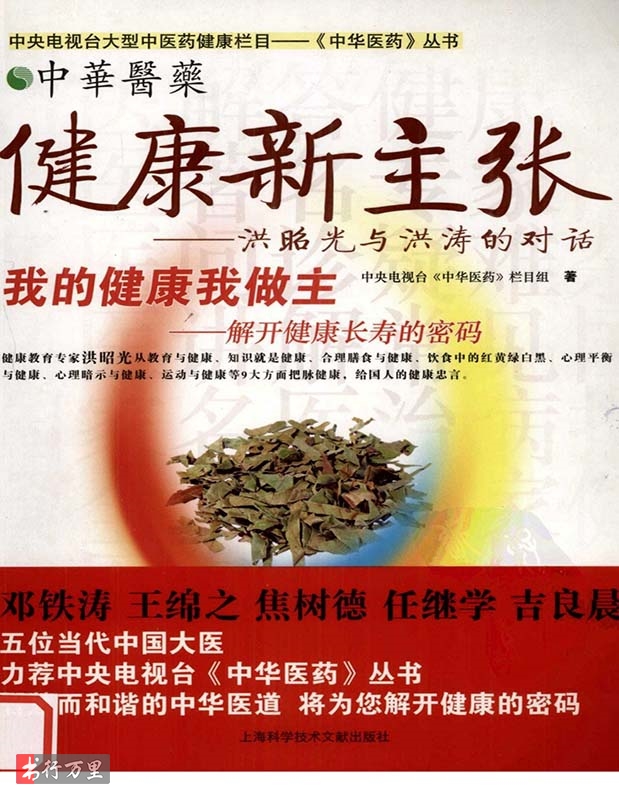 中央电视台大型中医药健康栏目——《中华医药》丛书
中華醫藥
健康新主张
——洪昭光与洪涛的对话
我的健康我做主
中央电视台《中华医药》栏目组 著
——解开健康长寿的密码
健康教育专家洪昭光从教育与健康、知识就是健康、合理膳食与健康、饮食中的红黄绿白黑、心理平衡
与健康、心理暗示与健康、运动与健康等9大方面把脉健康，给国人的健康忠言。
邓铁涛 王绵之 焦树德 任继学 吉良晨
五位当代中国大医
力荐中央电视台《中华医药》丛书
而和谐的中华医道 将为您解开健康的密码
上海科学技术文献出版社
书行万里